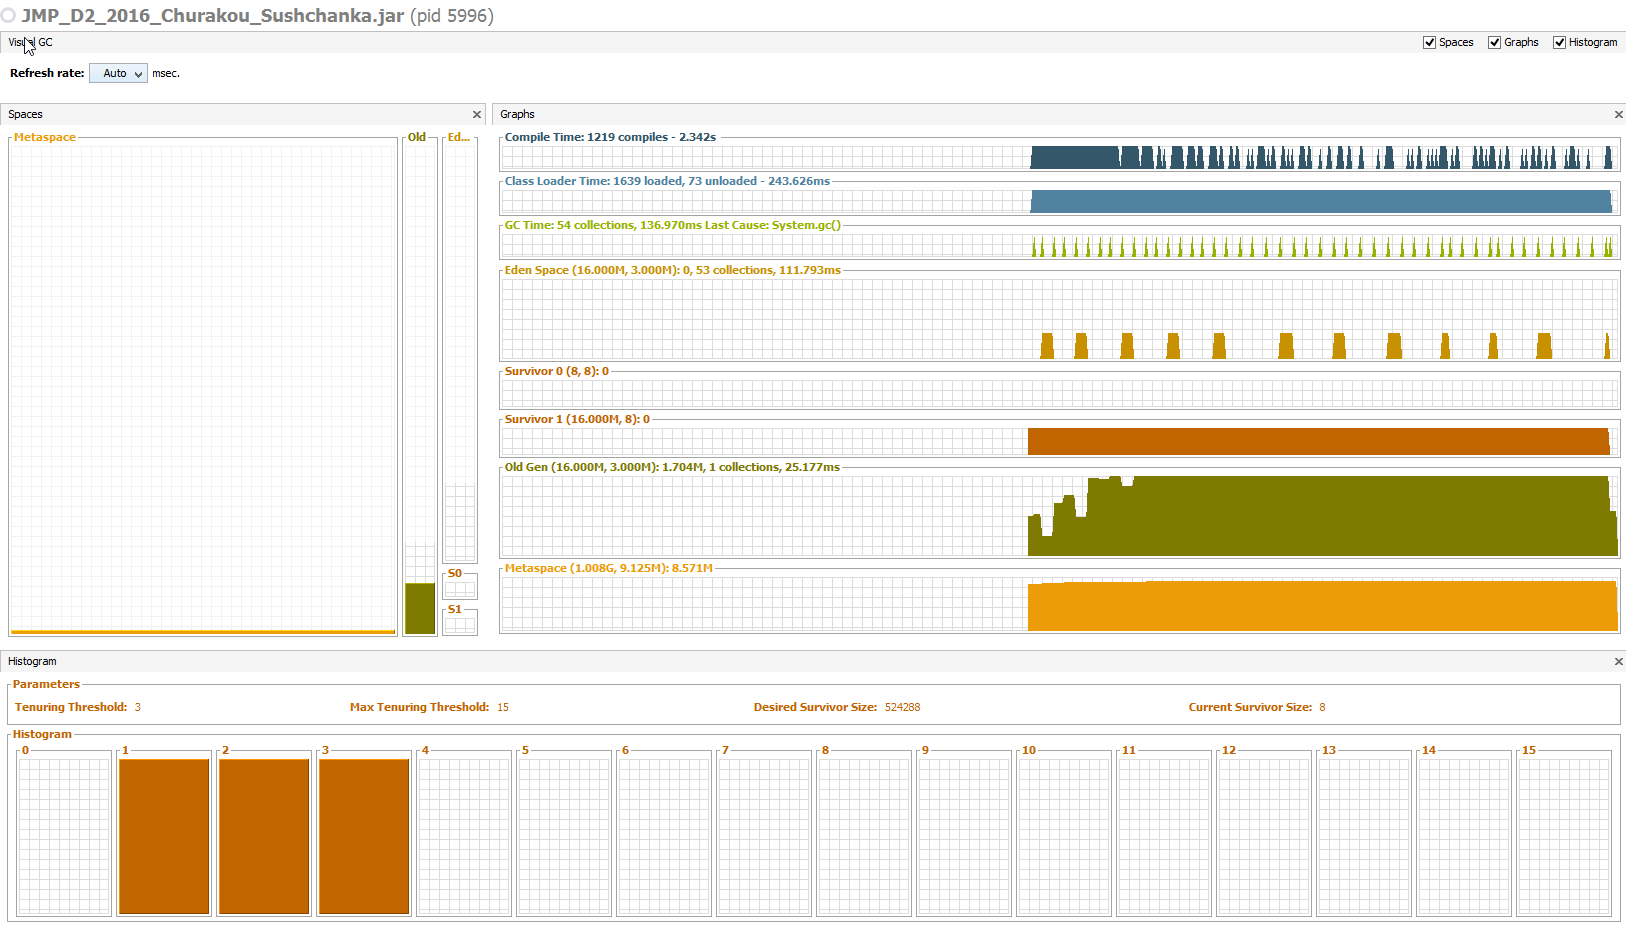 JMP_D2_2016_Churakou_Sushchanka.jar (pid 5996)
Visual GC
Spaces Graphs Histogram
Refresh rate: Auto msec.
Spaces
Metaspace
Old
Ed...
S0
S1
Graphs
Compile Time: 1219 compiles - 2.342s
Class Loader Time: 1639 loaded, 73 unloaded - 243.626ms
GC Time: 54 collections, 136.970ms Last Cause: System.gc()
Eden Space (16.000M, 3.000M): 0, 53 collections, 111.793ms
Survivor 0 (8, 8): 0
Survivor 1 (16.000M, 8): 0
Old Gen (16.000M, 3.000M): 1.704M, 1 collections, 25.177ms
Metaspace (1.008G, 9.125M): 8.571M
Histogram
Parameters
Tenuring Threshold: 3 Max Tenuring Threshold: 15 Desired Survivor Size: 524288 Current Survivor Size: 8
Histogram
0 1 2 3 4 5 6 7 8 9 10 11 12 13 14 15